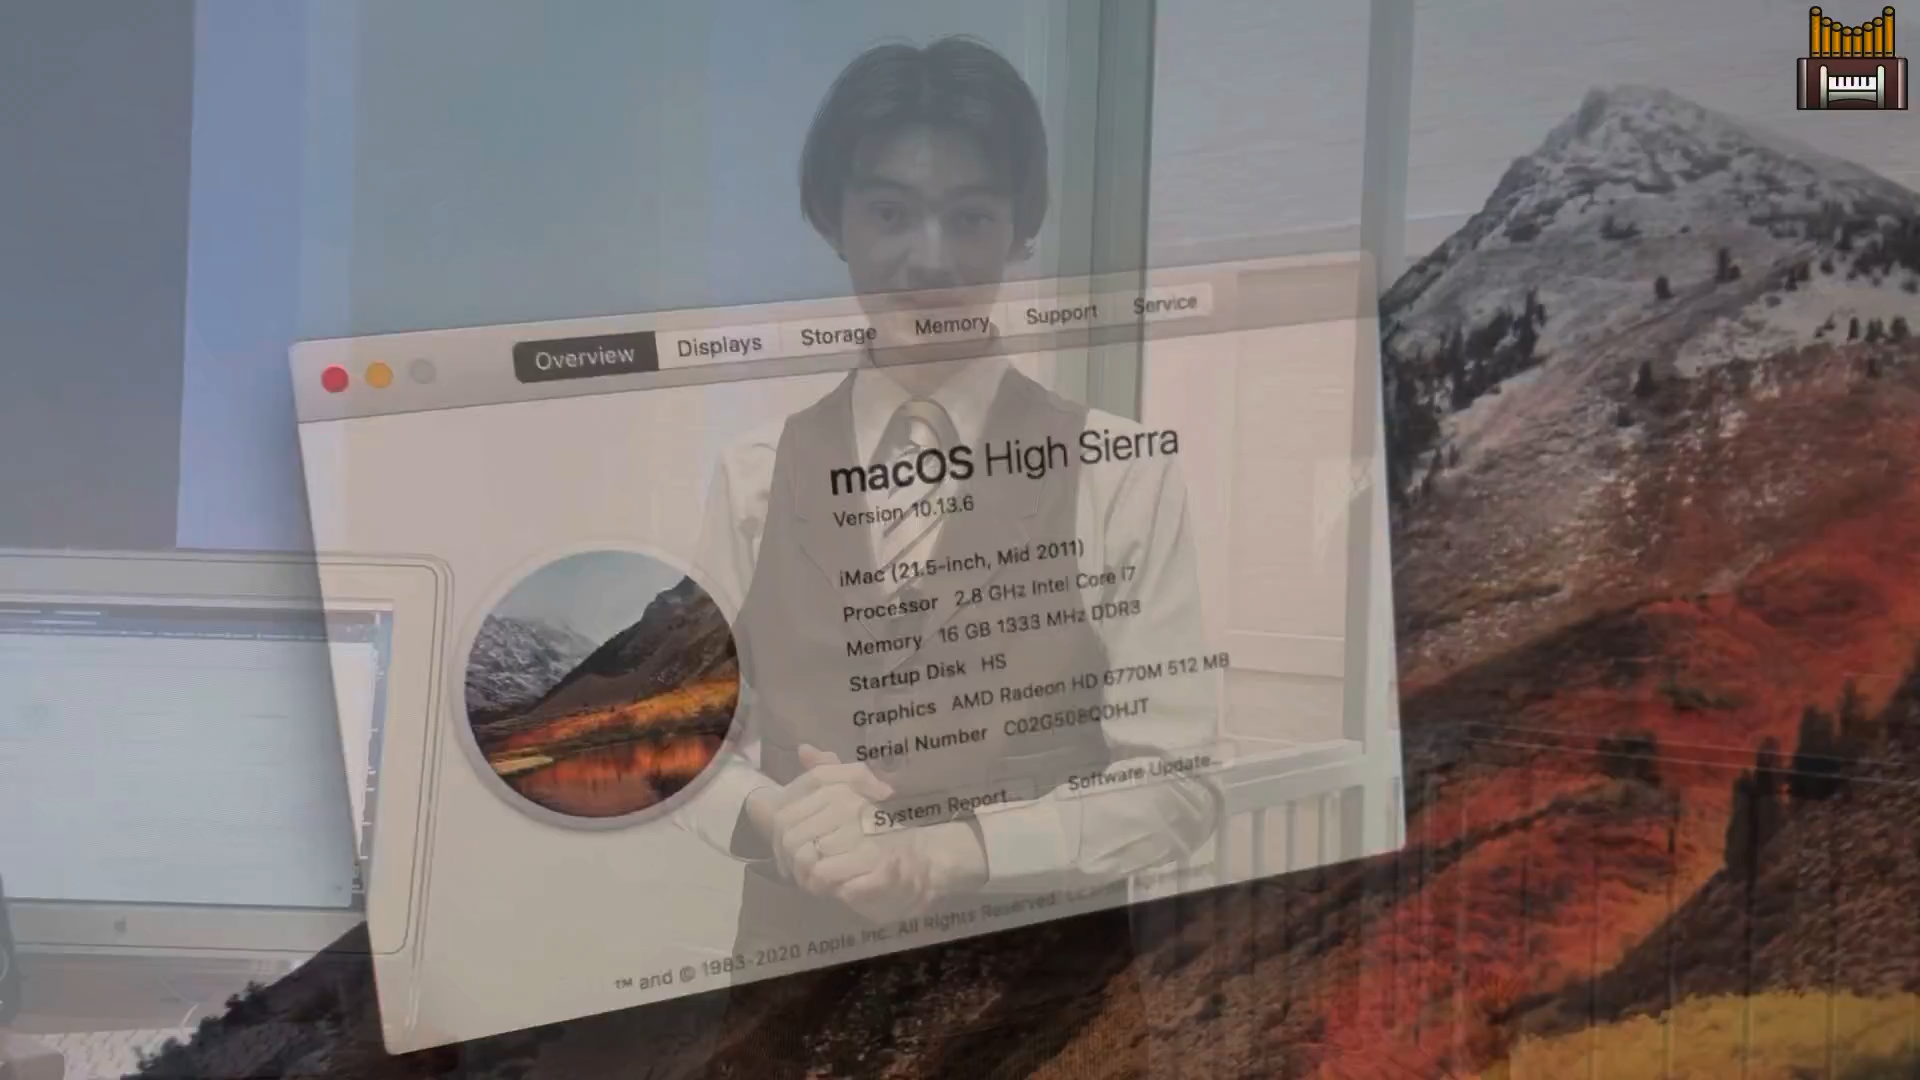 Overview Displays Storage Memory Support Service
macOS High Sierra
Version 10.13.6
iMac (21.5-inch, Mid 2011)
Processor 2.8 GHz Intel Core i7
Memory 16 GB 1333 MHz DDR3
Startup Disk HS
Graphics AMD Radeon HD 6770M 512 MB
Serial Number C02G508QDHJT
System Report...
Software Update...
™ and © 1983-2020 Apple Inc. All Rights Reserved.